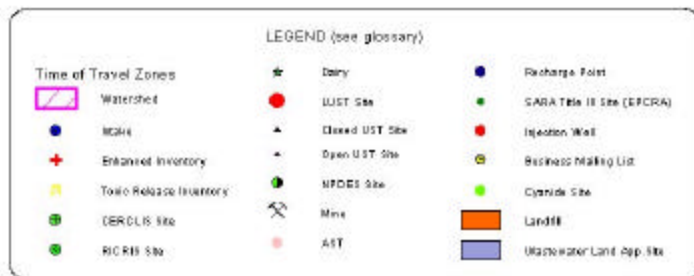 LEGEND (see glossary)
Time of Travel Zones
Watershed
Intake
Enhanced Inventory
Toxic Release Inventory
CERCLIS Site
RICRIS Site
Dairy
LUST Site
Closed UST Site
Open UST Site
NPDES Site
Mine
AST
Recharge Point
SARA Title III Site (EPCRA)
Injection Well
Business Mailing List
Cyanide Site
Landfill
Wastewater Land App. Site